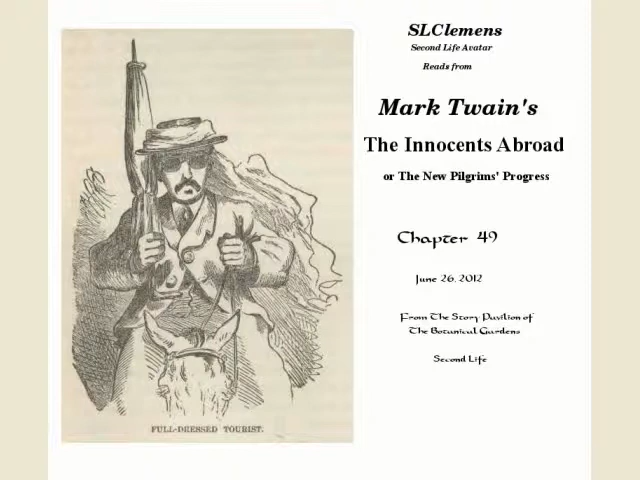 SLClemens
Second Life Avatar
Reads from
Mark Twain's
The Innocents Abroad
or The New Pilgrims' Progress
Chapter 49
June 26, 2012
From The Story Pavilion of
The Botanical Gardens
Second Life
FULL-DRESSED TOURIST.